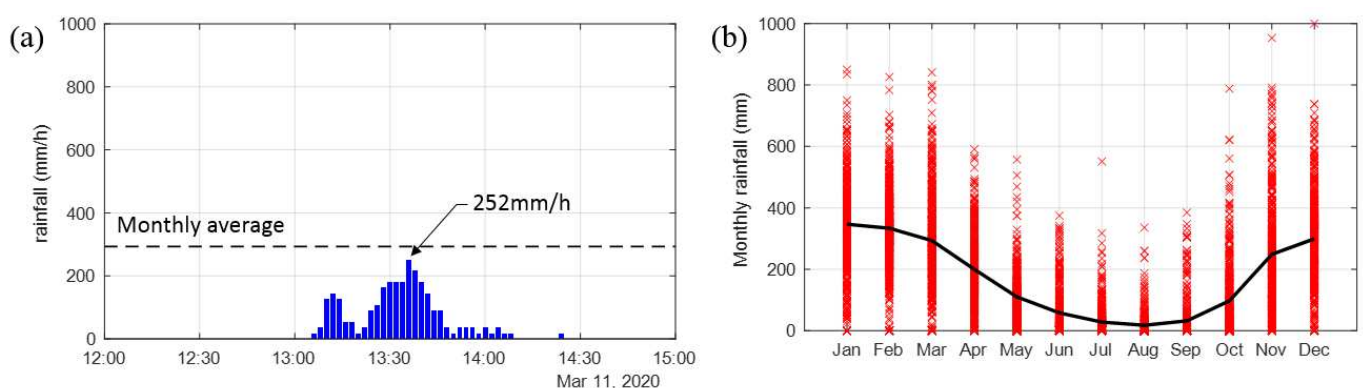 (a)
rainfall (mm/h)
1000
800
600
400
200
0
Monthly average
252mm/h
12:00 12:30 13:00 13:30 14:00 14:30 15:00
Mar 11, 2020
(b)
Monthly rainfall (mm)
1000
800
600
400
200
0
Jan Feb Mar Apr May Jun Jul Aug Sep Oct Nov Dec